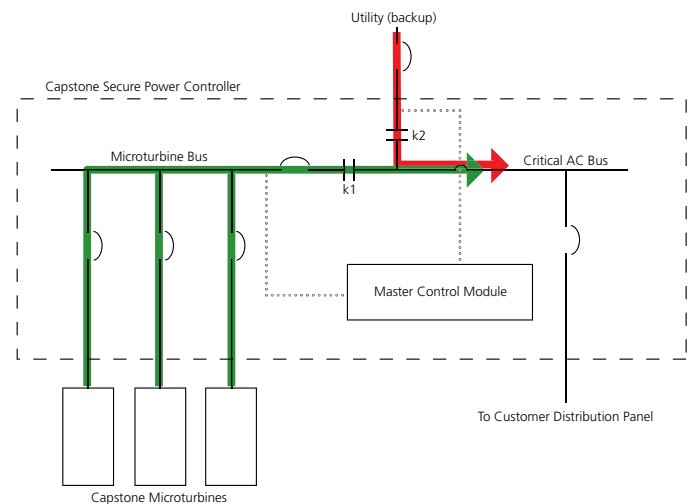 Utility (backup)
Capstone Secure Power Controller
k2
Microturbine Bus
Critical AC Bus
k1
Master Control Module
To Customer Distribution Panel
Capstone Microturbines